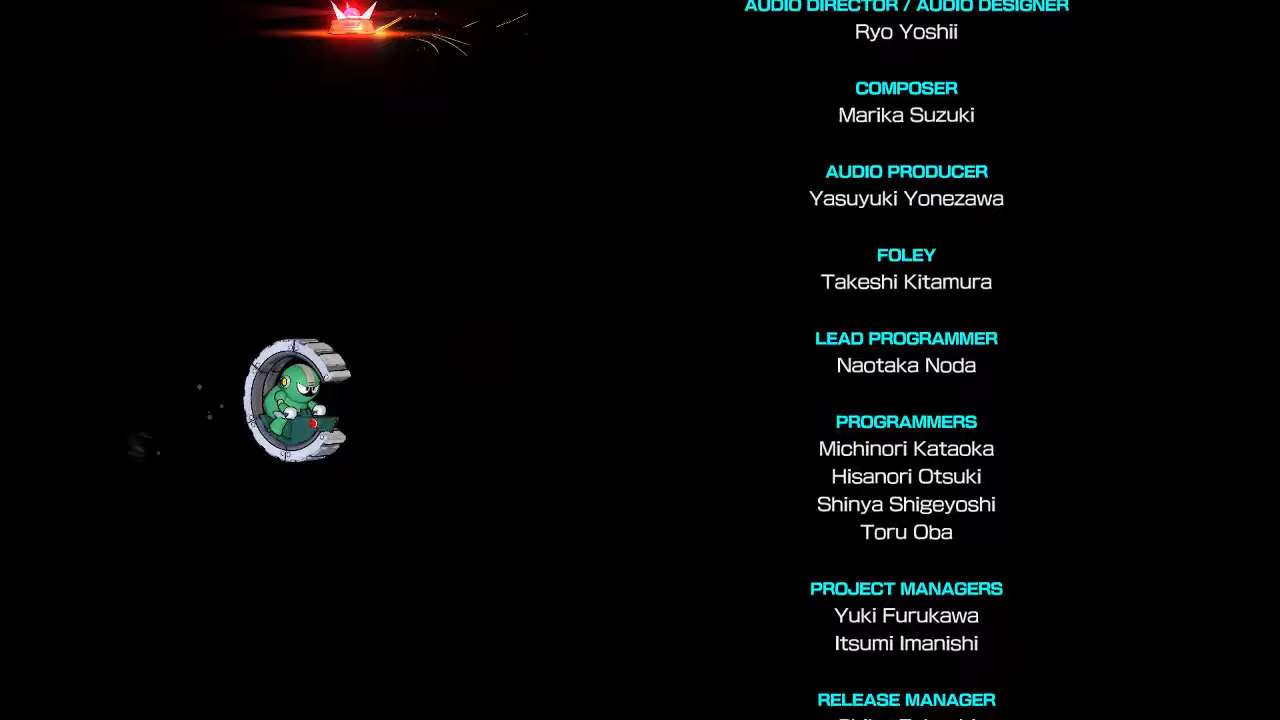 AUDIO DIRECTOR / AUDIO DESIGNER
Ryo Yoshii
COMPOSER
Marika Suzuki
AUDIO PRODUCER
Yasuyuki Yonezawa
FOLEY
Takeshi Kitamura
LEAD PROGRAMMER
Naotaka Noda
PROGRAMMERS
Michinori Kataoka
Hisanori Otsuki
Shinya Shigeyoshi
Toru Oba
PROJECT MANAGERS
Yuki Furukawa
Itsumi Imanishi
RELEASE MANAGER